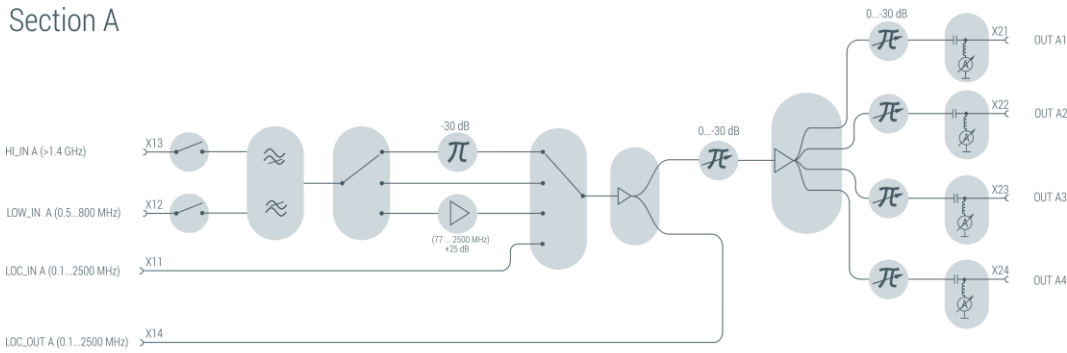 Section A
0...-30 dB
X21
OUT A1
X22
OUT A2
-30 dB
0...-30 dB
HI_IN A (>1.4 GHz)
X13
LOW_IN A (0.5...800 MHz)
X12
X23
OUT A3
(77 ... 2500 MHz)
+25 dB
LOC_IN A (0.1...2500 MHz)
X11
X24
OUT A4
LOC_OUT A (0.1...2500 MHz)
X14